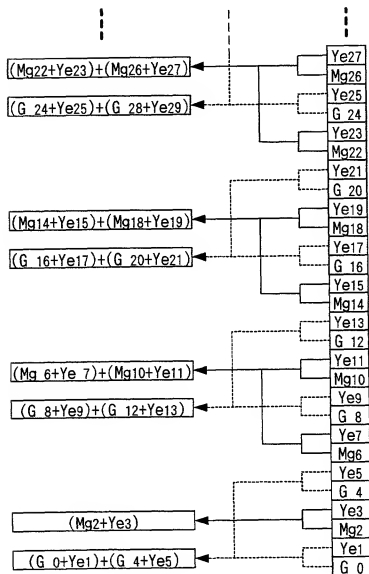 Ye27
(Mg22+Ye23)+(Mg26+Ye27)
Mg26
Ye25
(G 24+Ye25)+(G 28+Ye29)
G 24
Ye23
Mg22
Ye21
G 20
Ye19
(Mg14+Ye15)+(Mg18+Ye19)
Mg18
Ye17
(G 16+Ye17)+(G 20+Ye21)
G 16
Ye15
Mg14
Ye13
G 12
Ye11
(Mg 6+Ye 7)+(Mg10+Ye11)
Mg10
Ye9
(G 8+Ye9)+(G 12+Ye13)
G 8
Ye7
Mg6
Ye5
G 4
Ye3
(Mg2+Ye3)
Mg2
Ye1
(G 0+Ye1)+(G 4+Ye5)
G 0